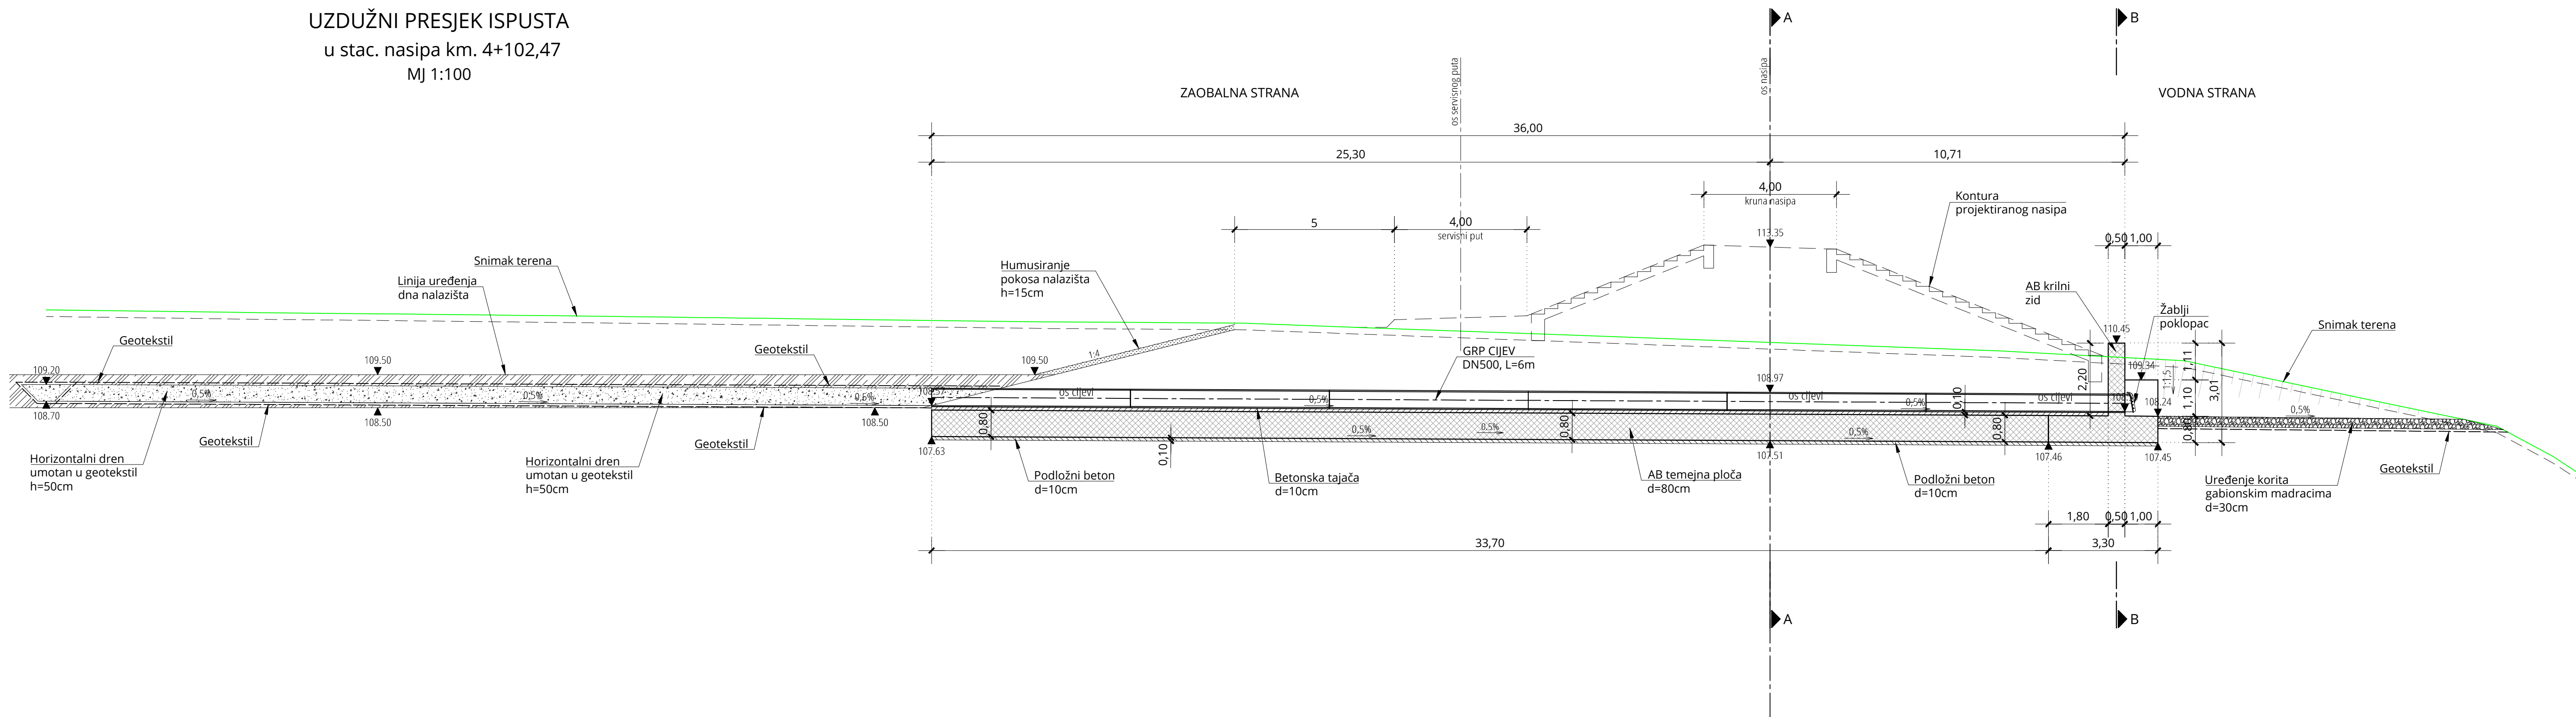 UZDUŽNI PRESJEK ISPUSTA
u stac. nasipa km. 4+102,47
MJ 1:100
A
B
ZAOBALNA STRANA
os servisnog puta
os nasipa
VODNA STRANA
36,00
25,30
10,71
4,00
kruna nasipa
Kontura
projektiranog nasipa
5
4,00
servisni put
113.35
0,50
1,00
Snimak terena
Linija uređenja
dna nalazišta
Humusiranje
pokosa nalazišta
h=15cm
AB krilni
zid
Žablji
poklopac
110.45
Snimak terena
Geotekstil
Geotekstil
1:4
GRP CIJEV
DN500, L=6m
109.20
109.50
109.50
109.34
1,11
2,20
1:1,5
3,01
1,10
0,80
108.97
os cijevi
os cijevi
os cijevi
0,10
108.24
0,5%
0,5%
0,5%
0,5%
0,5%
0,5%
108.70
108.50
108.50
0,80
0,80
0,80
0,5%
0.5%
0,5%
Geotekstil
Geotekstil
107.63
0,10
107.51
107.46
107.45
Horizontalni dren
umotan u geotekstil
h=50cm
Horizontalni dren
umotan u geotekstil
h=50cm
Podložni beton
d=10cm
Betonska tajača
d=10cm
AB temejna ploča
d=80cm
Podložni beton
d=10cm
Uređenje korita
gabionskim madracima
d=30cm
Geotekstil
1,80
0,50
1,00
33,70
3,30
A
B